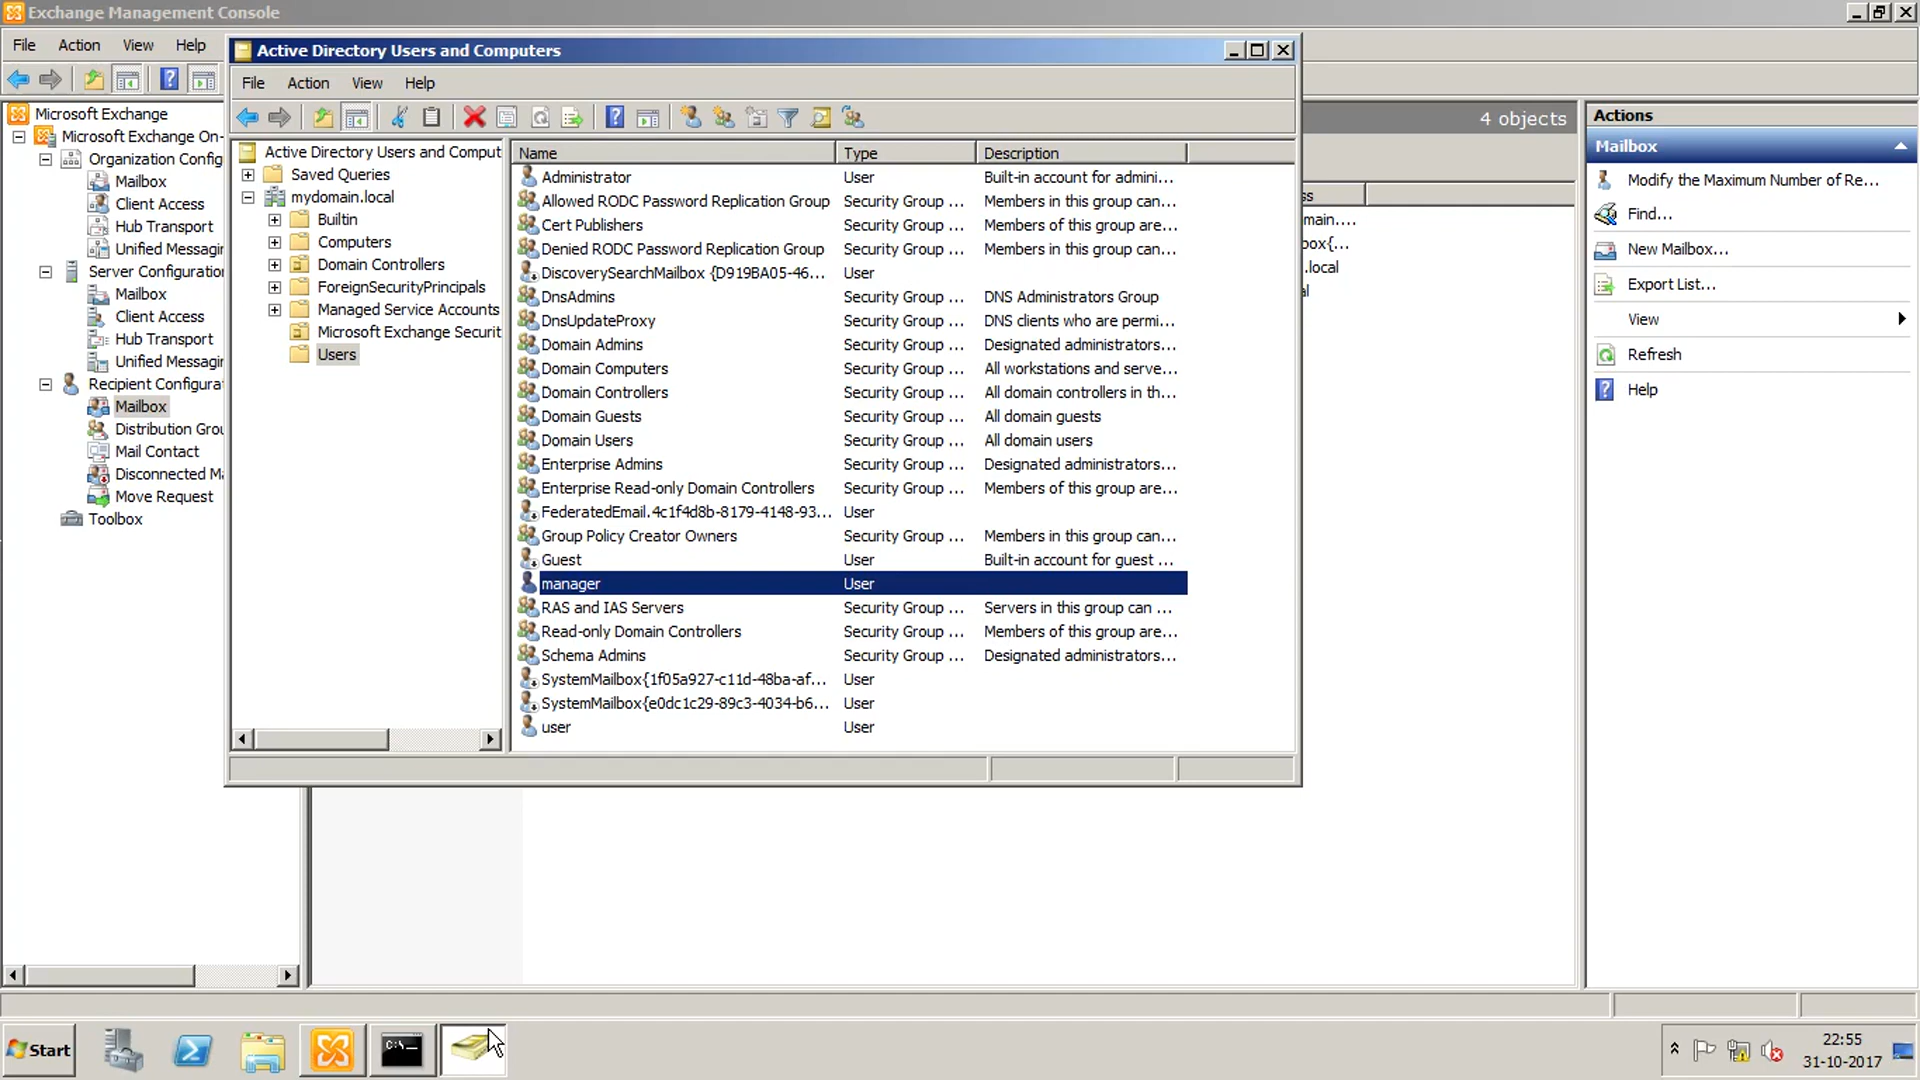 Exchange Management Console
File Action View Help
Microsoft Exchange
Microsoft Exchange On-
Organization Config
Mailbox
Client Access
Hub Transport
Unified Messagin
Server Configuration
Mailbox
Client Access
Hub Transport
Unified Messagin
Recipient Configura
Mailbox
Distribution Grou
Mail Contact
Disconnected Ma
Move Request
Toolbox
Active Directory Users and Computers
File Action View Help
Active Directory Users and Comput
Saved Queries
mydomain.local
Builtin
Computers
Domain Controllers
ForeignSecurityPrincipals
Managed Service Accounts
Microsoft Exchange Securit
Users
Name Type Description
Administrator User Built-in account for admini...
Allowed RODC Password Replication Group Security Group ... Members in this group can...
Cert Publishers Security Group ... Members of this group are...
Denied RODC Password Replication Group Security Group ... Members in this group can...
DiscoverySearchMailbox {D919BA05-46... User
DnsAdmins Security Group ... DNS Administrators Group
DnsUpdateProxy Security Group ... DNS clients who are permi...
Domain Admins Security Group ... Designated administrators...
Domain Computers Security Group ... All workstations and serve...
Domain Controllers Security Group ... All domain controllers in th...
Domain Guests Security Group ... All domain guests
Domain Users Security Group ... All domain users
Enterprise Admins Security Group ... Designated administrators...
Enterprise Read-only Domain Controllers Security Group ... Members of this group are...
FederatedEmail.4c1f4d8b-8179-4148-93... User
Group Policy Creator Owners Security Group ... Members in this group can...
Guest User Built-in account for guest ...
manager User
RAS and IAS Servers Security Group ... Servers in this group can ...
Read-only Domain Controllers Security Group ... Members of this group are...
Schema Admins Security Group ... Designated administrators...
SystemMailbox{1f05a927-c11d-48ba-af... User
SystemMailbox{e0dc1c29-89c3-4034-b6... User
user User
4 objects
ss
main....
box{...
.local
al
Actions
Mailbox
Modify the Maximum Number of Re...
Find...
New Mailbox...
Export List...
View
Refresh
Help
Start
C:\_
22:55
31-10-2017